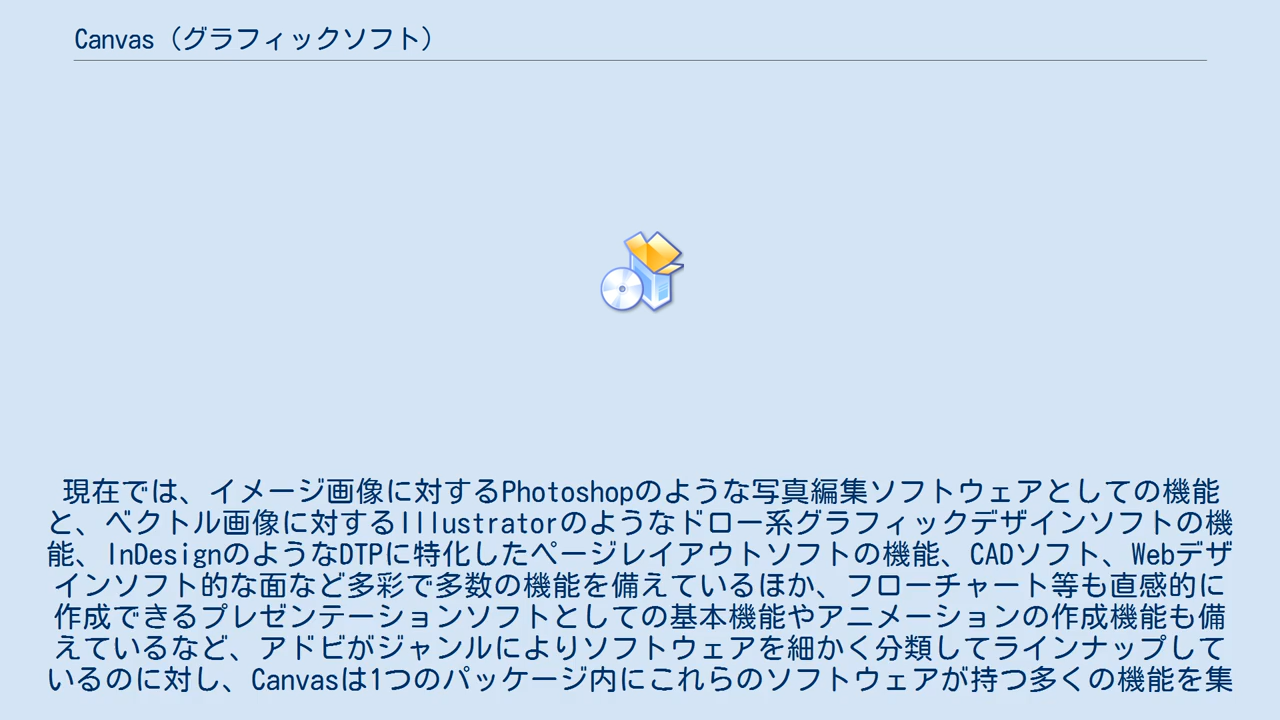 Canvas（グラフィックソフト）
現在では、イメージ画像に対するPhotoshopのような写真編集ソフトウェアとしての機能
と、ベクトル画像に対するIllustratorのようなドロー系グラフィックデザインソフトの機
能、InDesignのようなDTPに特化したページレイアウトソフトの機能、CADソフト、Webデザ
インソフト的な面など多彩で多数の機能を備えているほか、フローチャート等も直感的に
作成できるプレゼンテーションソフトとしての基本機能やアニメーションの作成機能も備
えているなど、アドビがジャンルによりソフトウェアを細かく分類してラインナップして
いるのに対し、Canvasは1つのパッケージ内にこれらのソフトウェアが持つ多くの機能を集